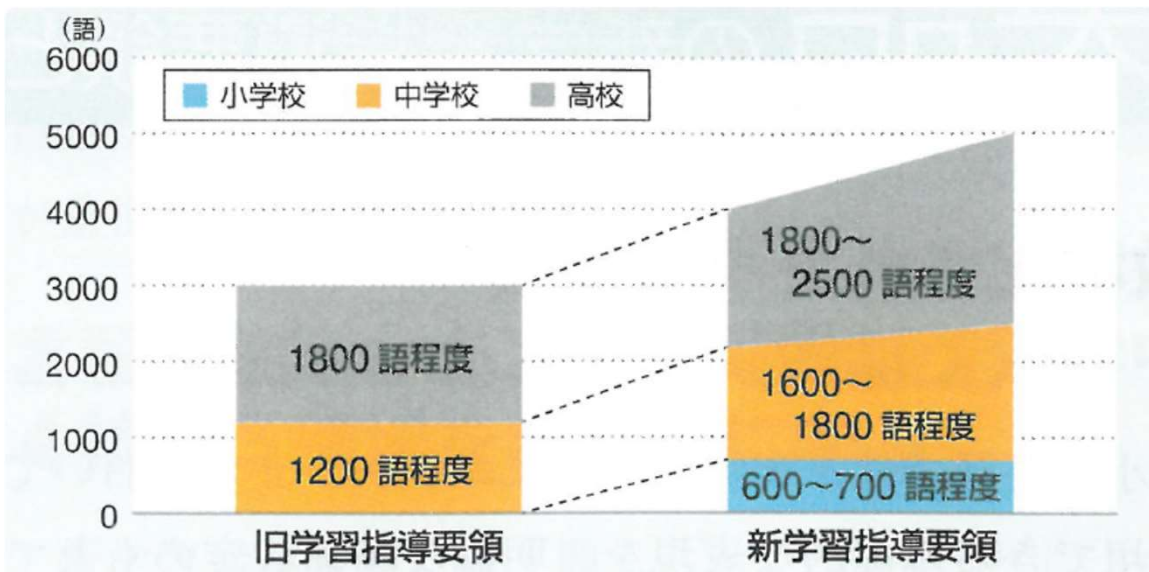 (語)
6000
5000
4000
3000
2000
1000
0
小学校 中学校 高校
1800 語程度
1200 語程度
1800～
2500 語程度
1600～
1800 語程度
600～700 語程度
旧学習指導要領 新学習指導要領